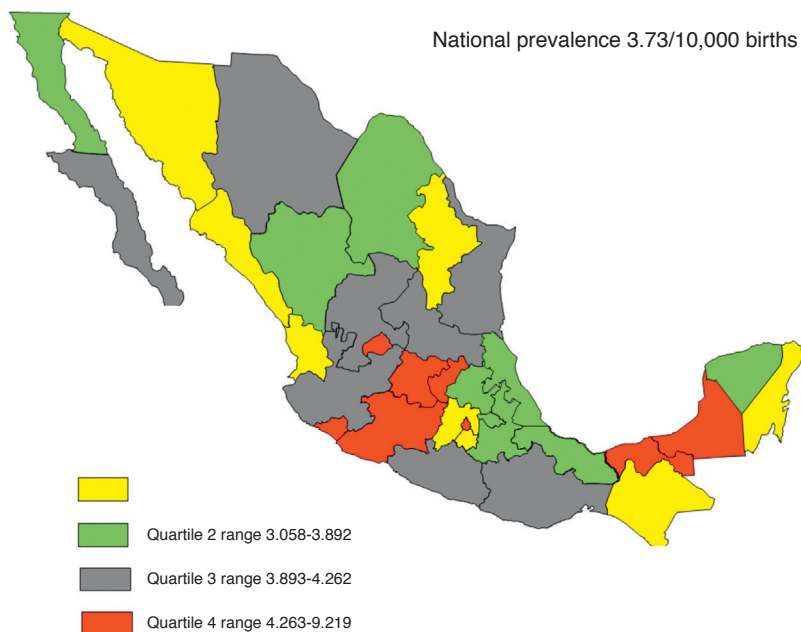 National prevalence 3.73/10,000 births
Quartile 2 range 3.058-3.892
Quartile 3 range 3.893-4.262
Quartile 4 range 4.263-9.219